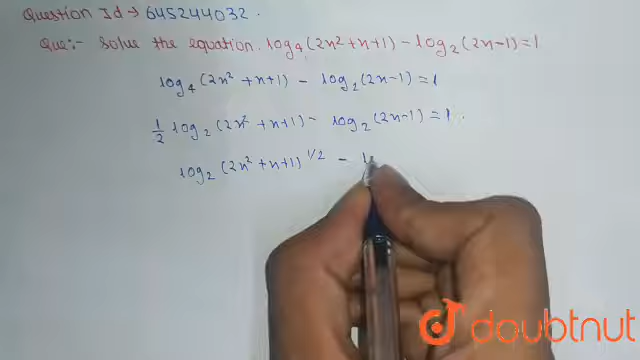 Question Id → 645244032.
Que:- Solve the equation. log₄(2x²+x+1) - log₂(2x-1) = 1
log₄(2x²+x+1) - log₂(2x-1) = 1
1/2 log₂(2x²+x+1) - log₂(2x-1) = 1.
log₂(2x²+x+1)^1/2 - l
doubtnut